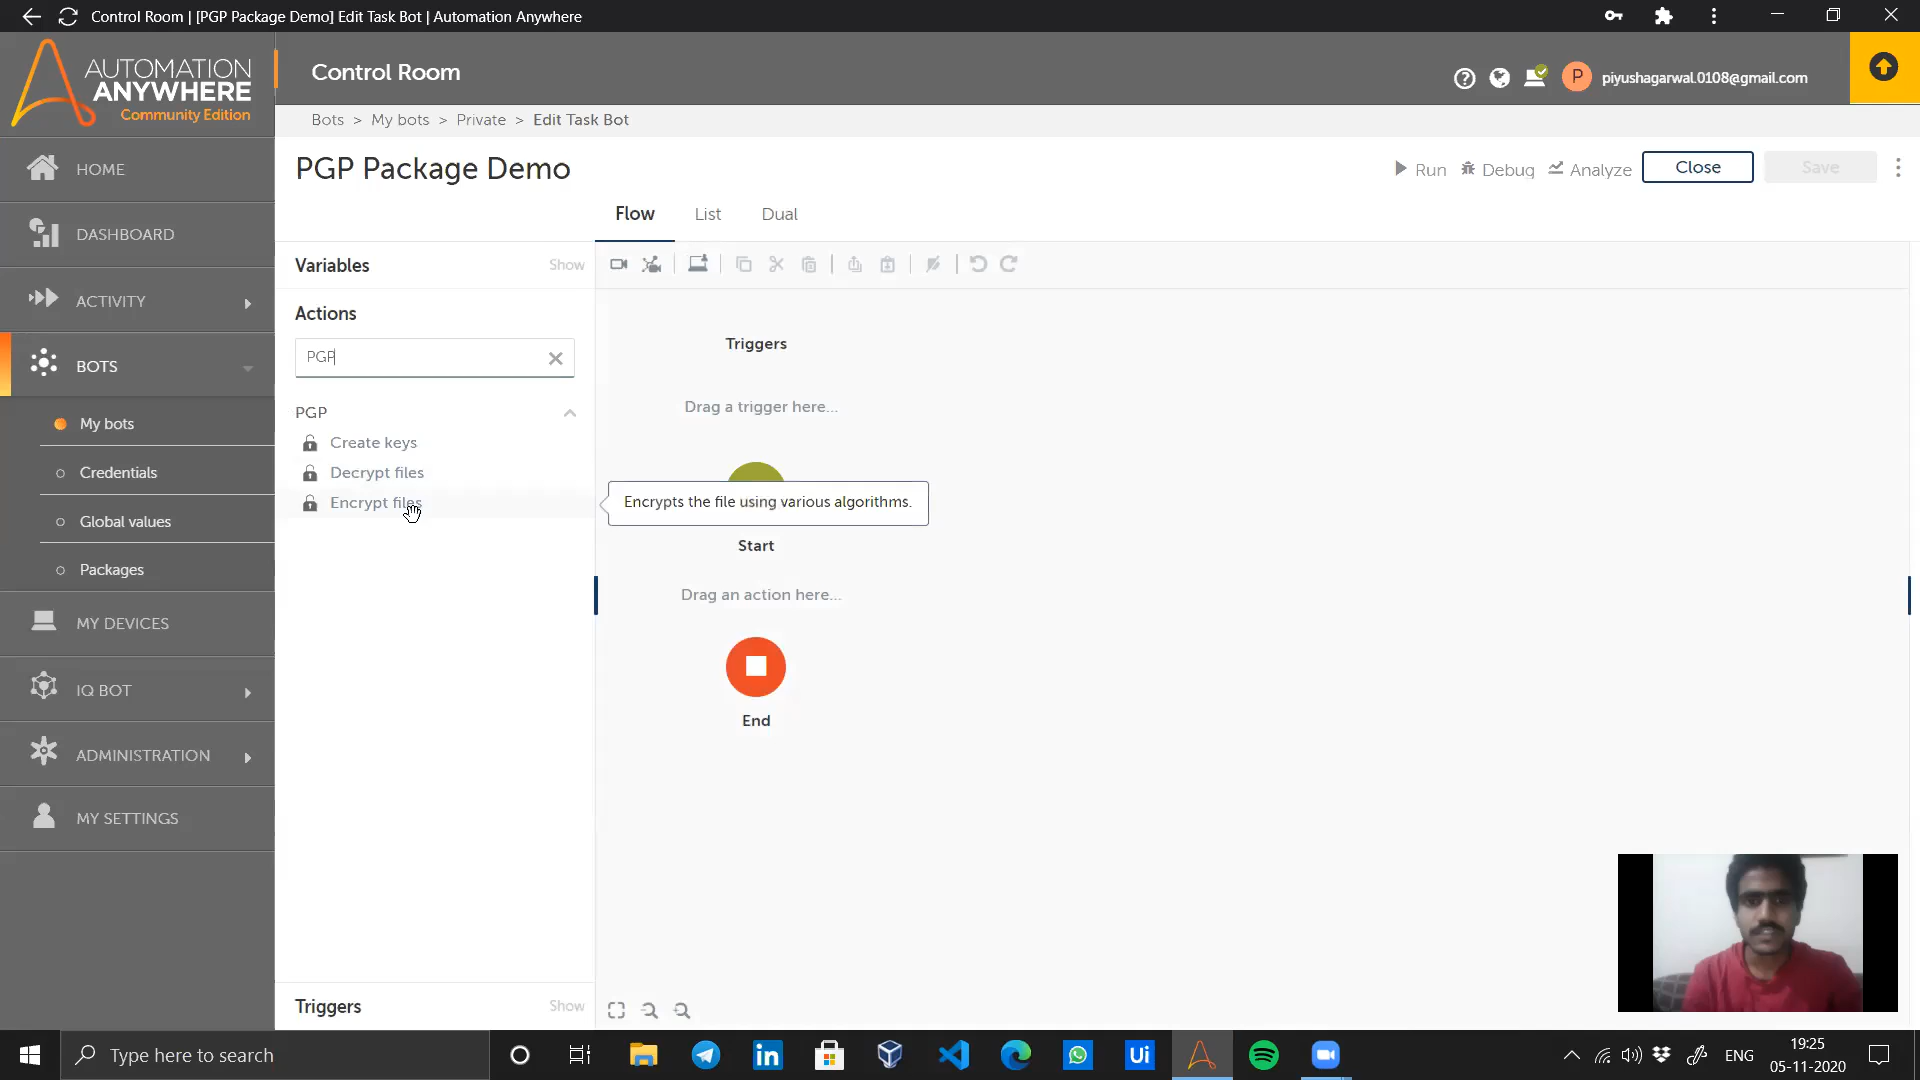 Control Room | [PGP Package Demo] Edit Task Bot | Automation Anywhere
AUTOMATION
ANYWHERE
Community Edition
Control Room
P
piyushagarwal.0108@gmail.com
Bots > My bots > Private > Edit Task Bot
HOME
DASHBOARD
ACTIVITY
BOTS
My bots
Credentials
Global values
Packages
MY DEVICES
IQ BOT
ADMINISTRATION
MY SETTINGS
PGP Package Demo
Run
Debug
Analyze
Close
Save
Flow
List
Dual
Variables
Show
Actions
PGP
PGP
Create keys
Decrypt files
Encrypt files
Triggers
Show
Triggers
Drag a trigger here...
Encrypts the file using various algorithms.
Start
Drag an action here...
End
Type here to search
Ui
ENG
19:25
05-11-2020